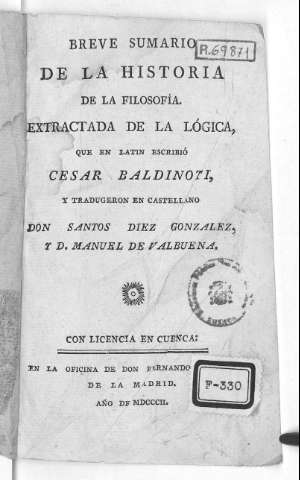 BREVE SUMARIO
R.69871
DE LA HISTORIA
DE LA FILOSOFÍA.
EXTRACTADA DE LA LÓGICA,
QUE EN LATIN ESCRIBIÓ
CESAR BALDINOTI,
Y TRADUGERON EN CASTELLANO
DON SANTOS DIEZ GONZALEZ,
Y D. MANUEL DE VALBUENA.
CON LICENCIA EN CUENCA:
EN LA OFICINA DE DON FERNANDO
DE LA MADRID.
AÑO DE MDCCCII.
F-330